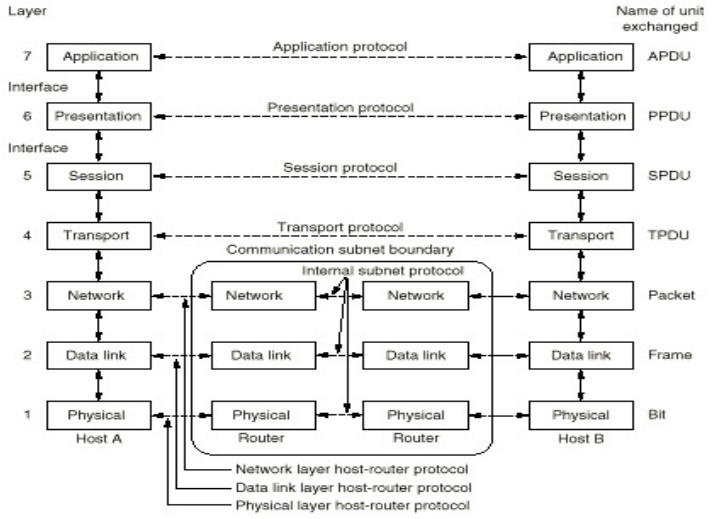 Layer
Name of unit exchanged
7 Application Application protocol Application APDU
Interface
6 Presentation Presentation protocol Presentation PPDU
Interface
5 Session Session protocol Session SPDU
4 Transport Transport protocol Transport TPDU
Communication subnet boundary
Internal subnet protocol
3 Network Network Network Network Packet
2 Data link Data link Data link Data link Frame
1 Physical Physical Physical Physical Bit
Host A Router Router Host B
Network layer host-router protocol
Data link layer host-router protocol
Physical layer host-router protocol